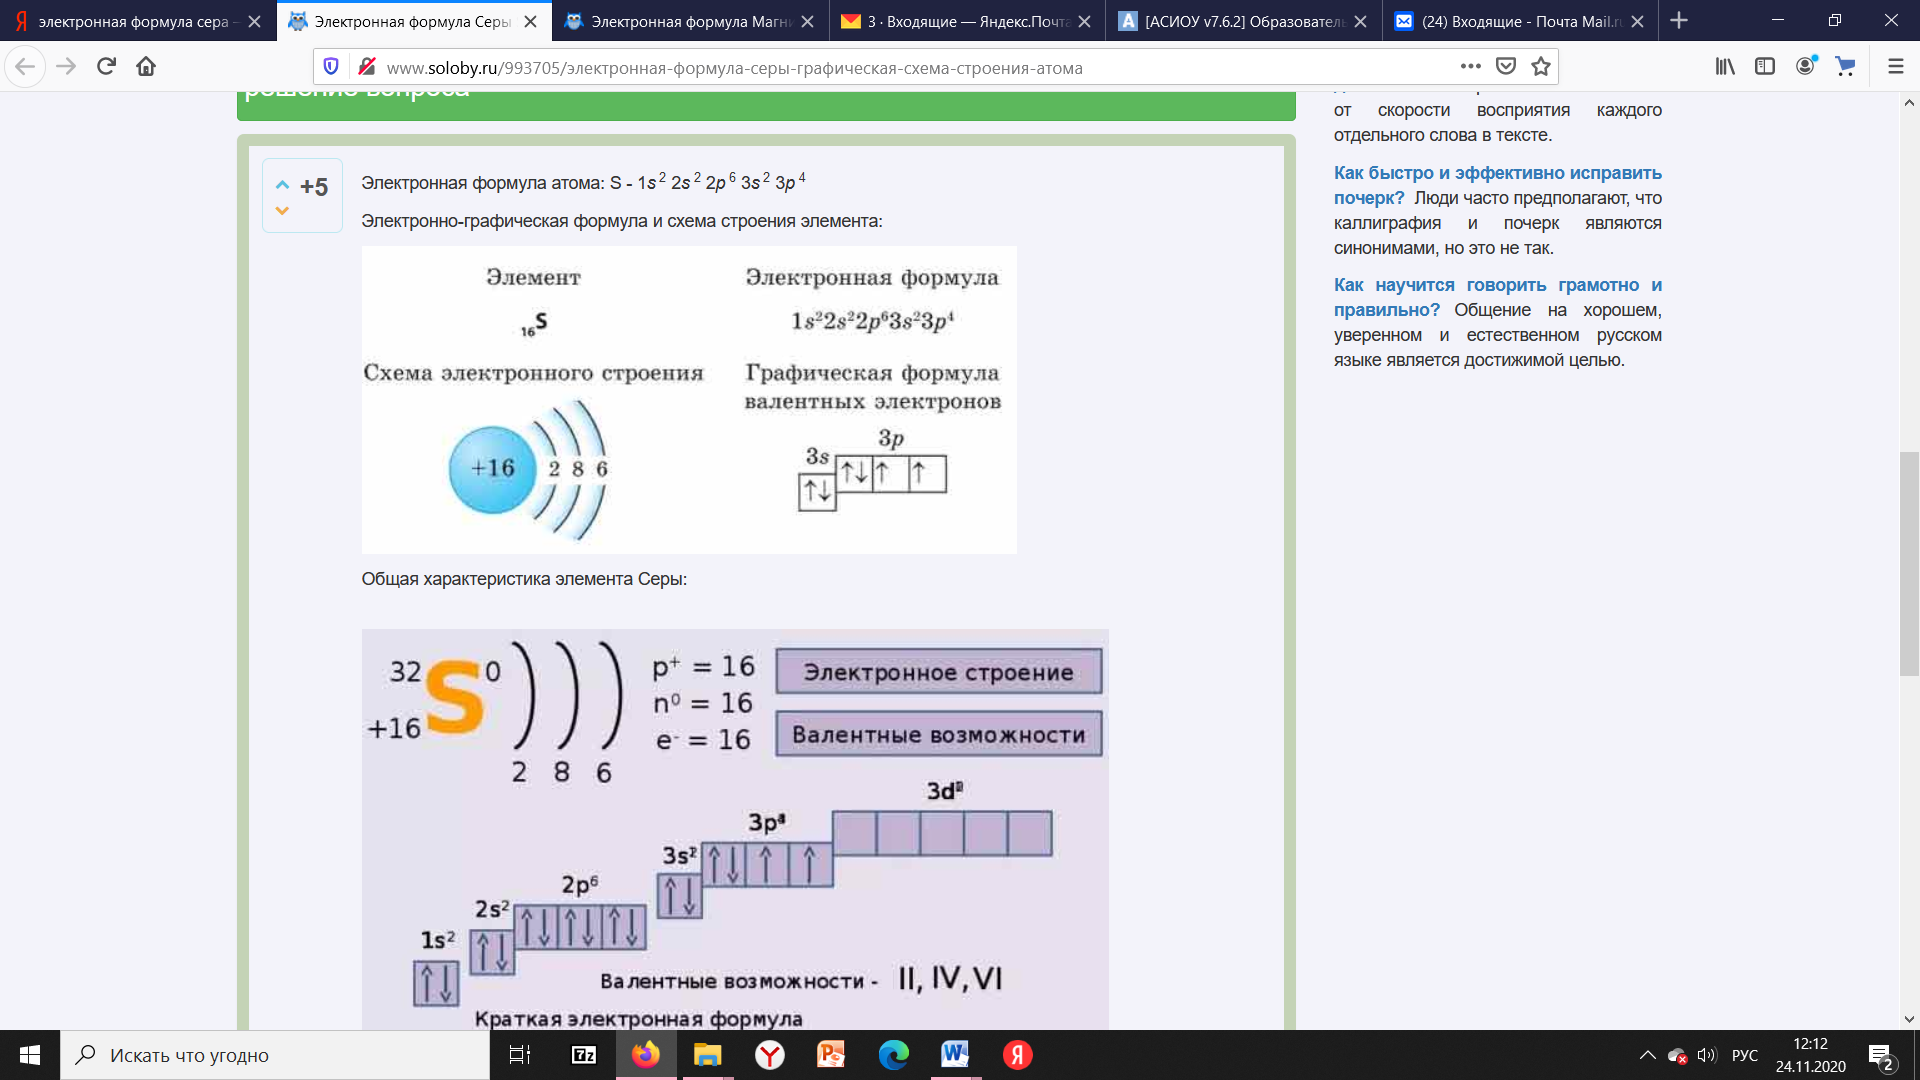 электронная формула сера –
Электронная формула Серы
Электронная формула Магни
3 · Входящие — Яндекс.Почта
[АСИОУ v7.6.2] Образователь
(24) Входящие - Почта Mail.ru
www.soloby.ru/993705/электронная-формула-серы-графическая-схема-строения-атома
решение вопроса
+5
Электронная формула атома: S - 1s² 2s² 2p⁶ 3s² 3p⁴
Электронно-графическая формула и схема строения элемента:
Элемент
Электронная формула
₁₆S
1s²2s²2p⁶3s²3p⁴
Схема электронного строения
Графическая формула
валентных электронов
+16 2 8 6
3s 3p
↑↓ ↑↓ ↑ ↑
Общая характеристика элемента Серы:
32 S 0
+16
2 8 6
p⁺ = 16
n⁰ = 16
e⁻ = 16
Электронное строение
Валентные возможности
3d
3p
3s²
2p⁶
2s²
1s²
Валентные возможности - II, IV, VI
Краткая электронная формула
от скорости восприятия каждого
отдельного слова в тексте.
Как быстро и эффективно исправить
почерк? Люди часто предполагают, что
каллиграфия и почерк являются
синонимами, но это не так.
Как научится говорить грамотно и
правильно? Общение на хорошем,
уверенном и естественном русском
языке является достижимой целью.
Искать что угодно
7z
РУС
12:12
24.11.2020
2